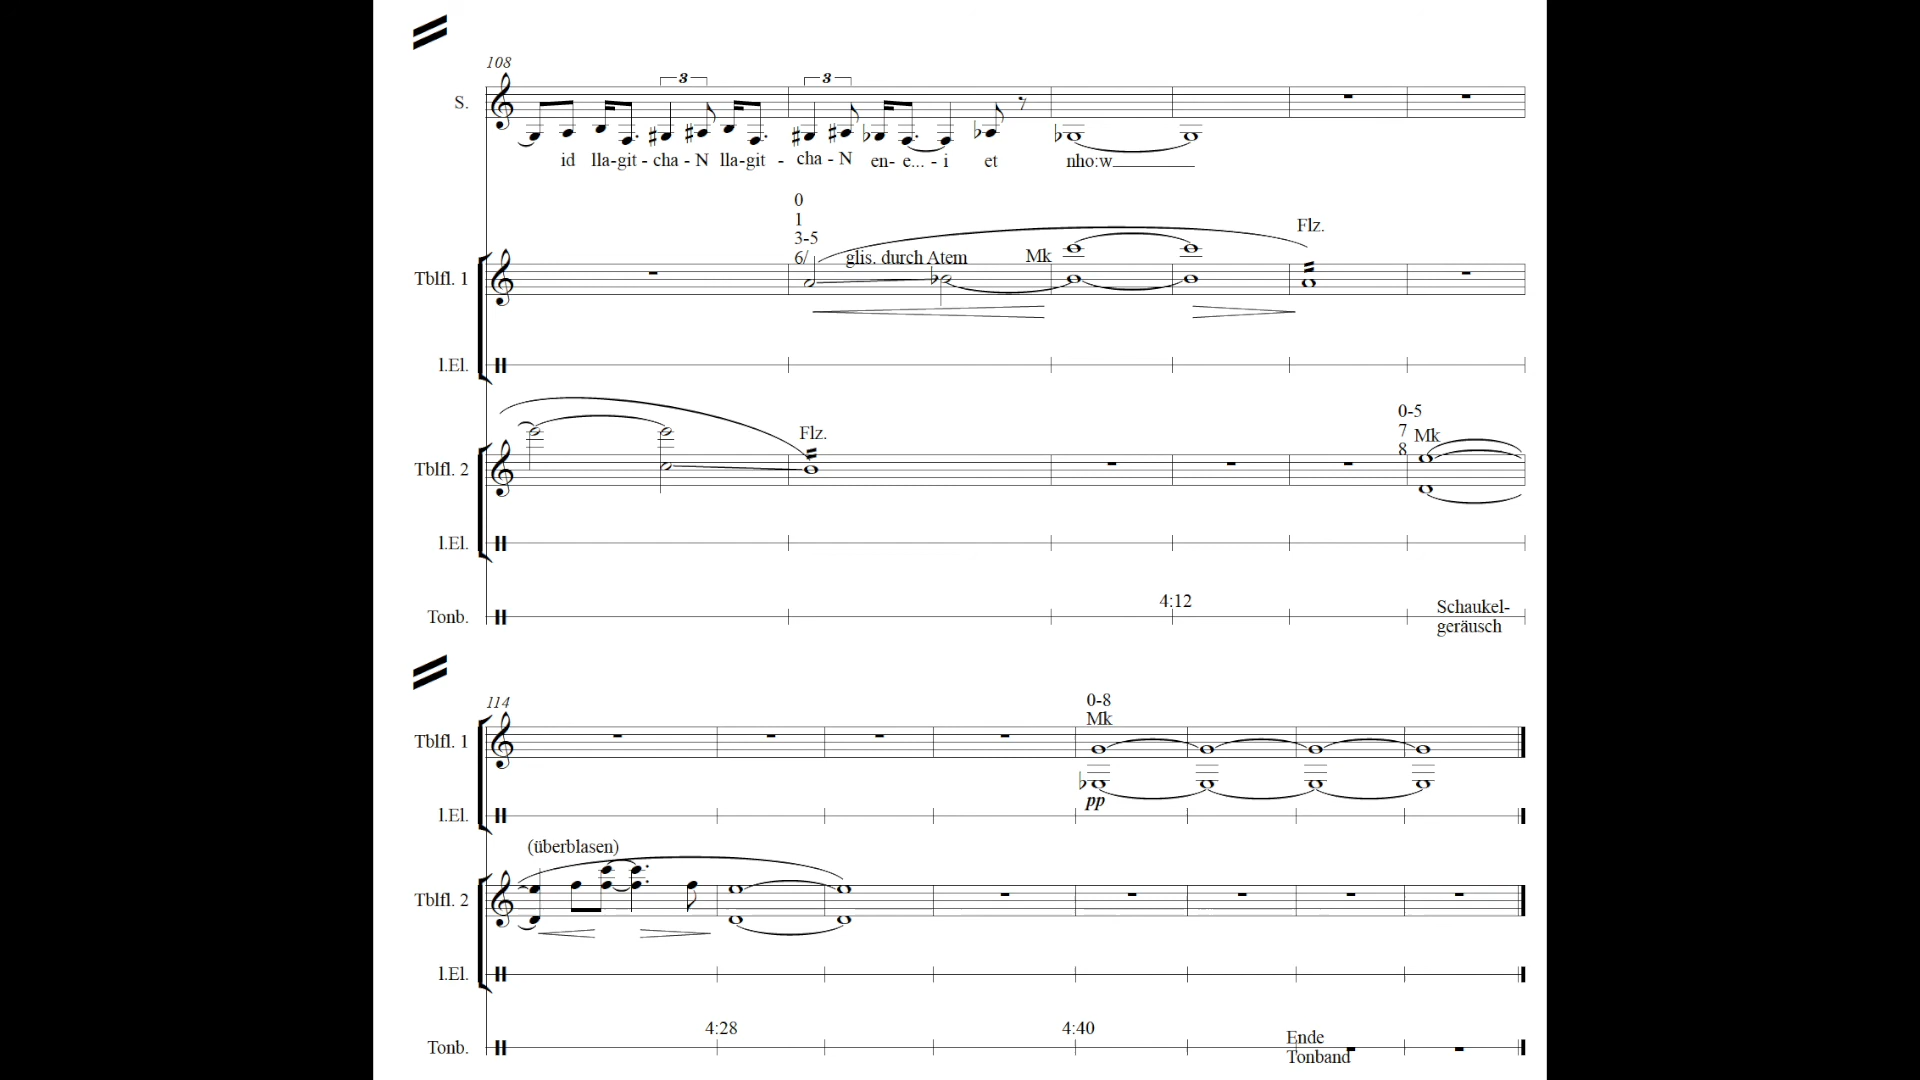 108
3 3
S.
id lla-git - cha - N lla-git - cha - N en- e... - i et nho:w
0
1
3-5
6/
glis. durch Atem
Mk
Flz.
Tblfl. 1
l.El.
Flz.
0-5
7
8
Mk
Tblfl. 2
l.El.
4:12
Tonb.
Schaukel-
geräusch
114
0-8
Mk
Tblfl. 1
pp
l.El.
(überblasen)
Tblfl. 2
l.El.
4:28 4:40
Tonb.
Ende
Tonband